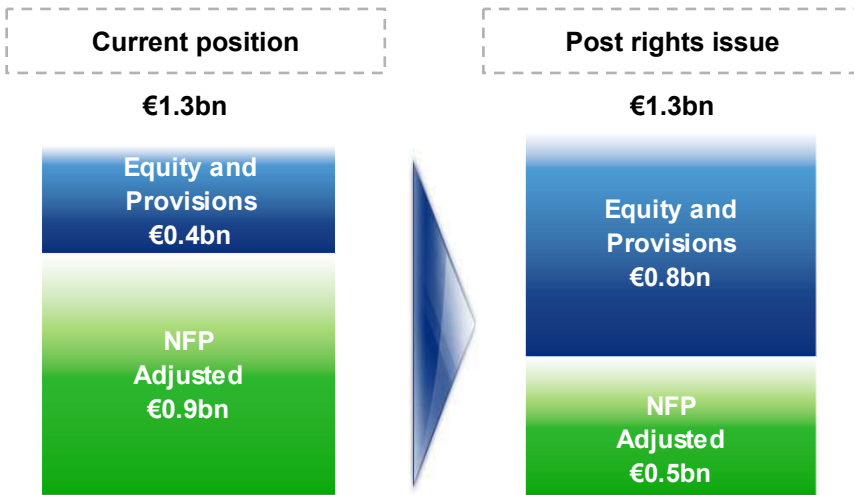 Current position
€1.3bn
Equity and
Provisions
€0.4bn
NFP
Adjusted
€0.9bn
Post rights issue
€1.3bn
Equity and
Provisions
€0.8bn
NFP
Adjusted
€0.5bn